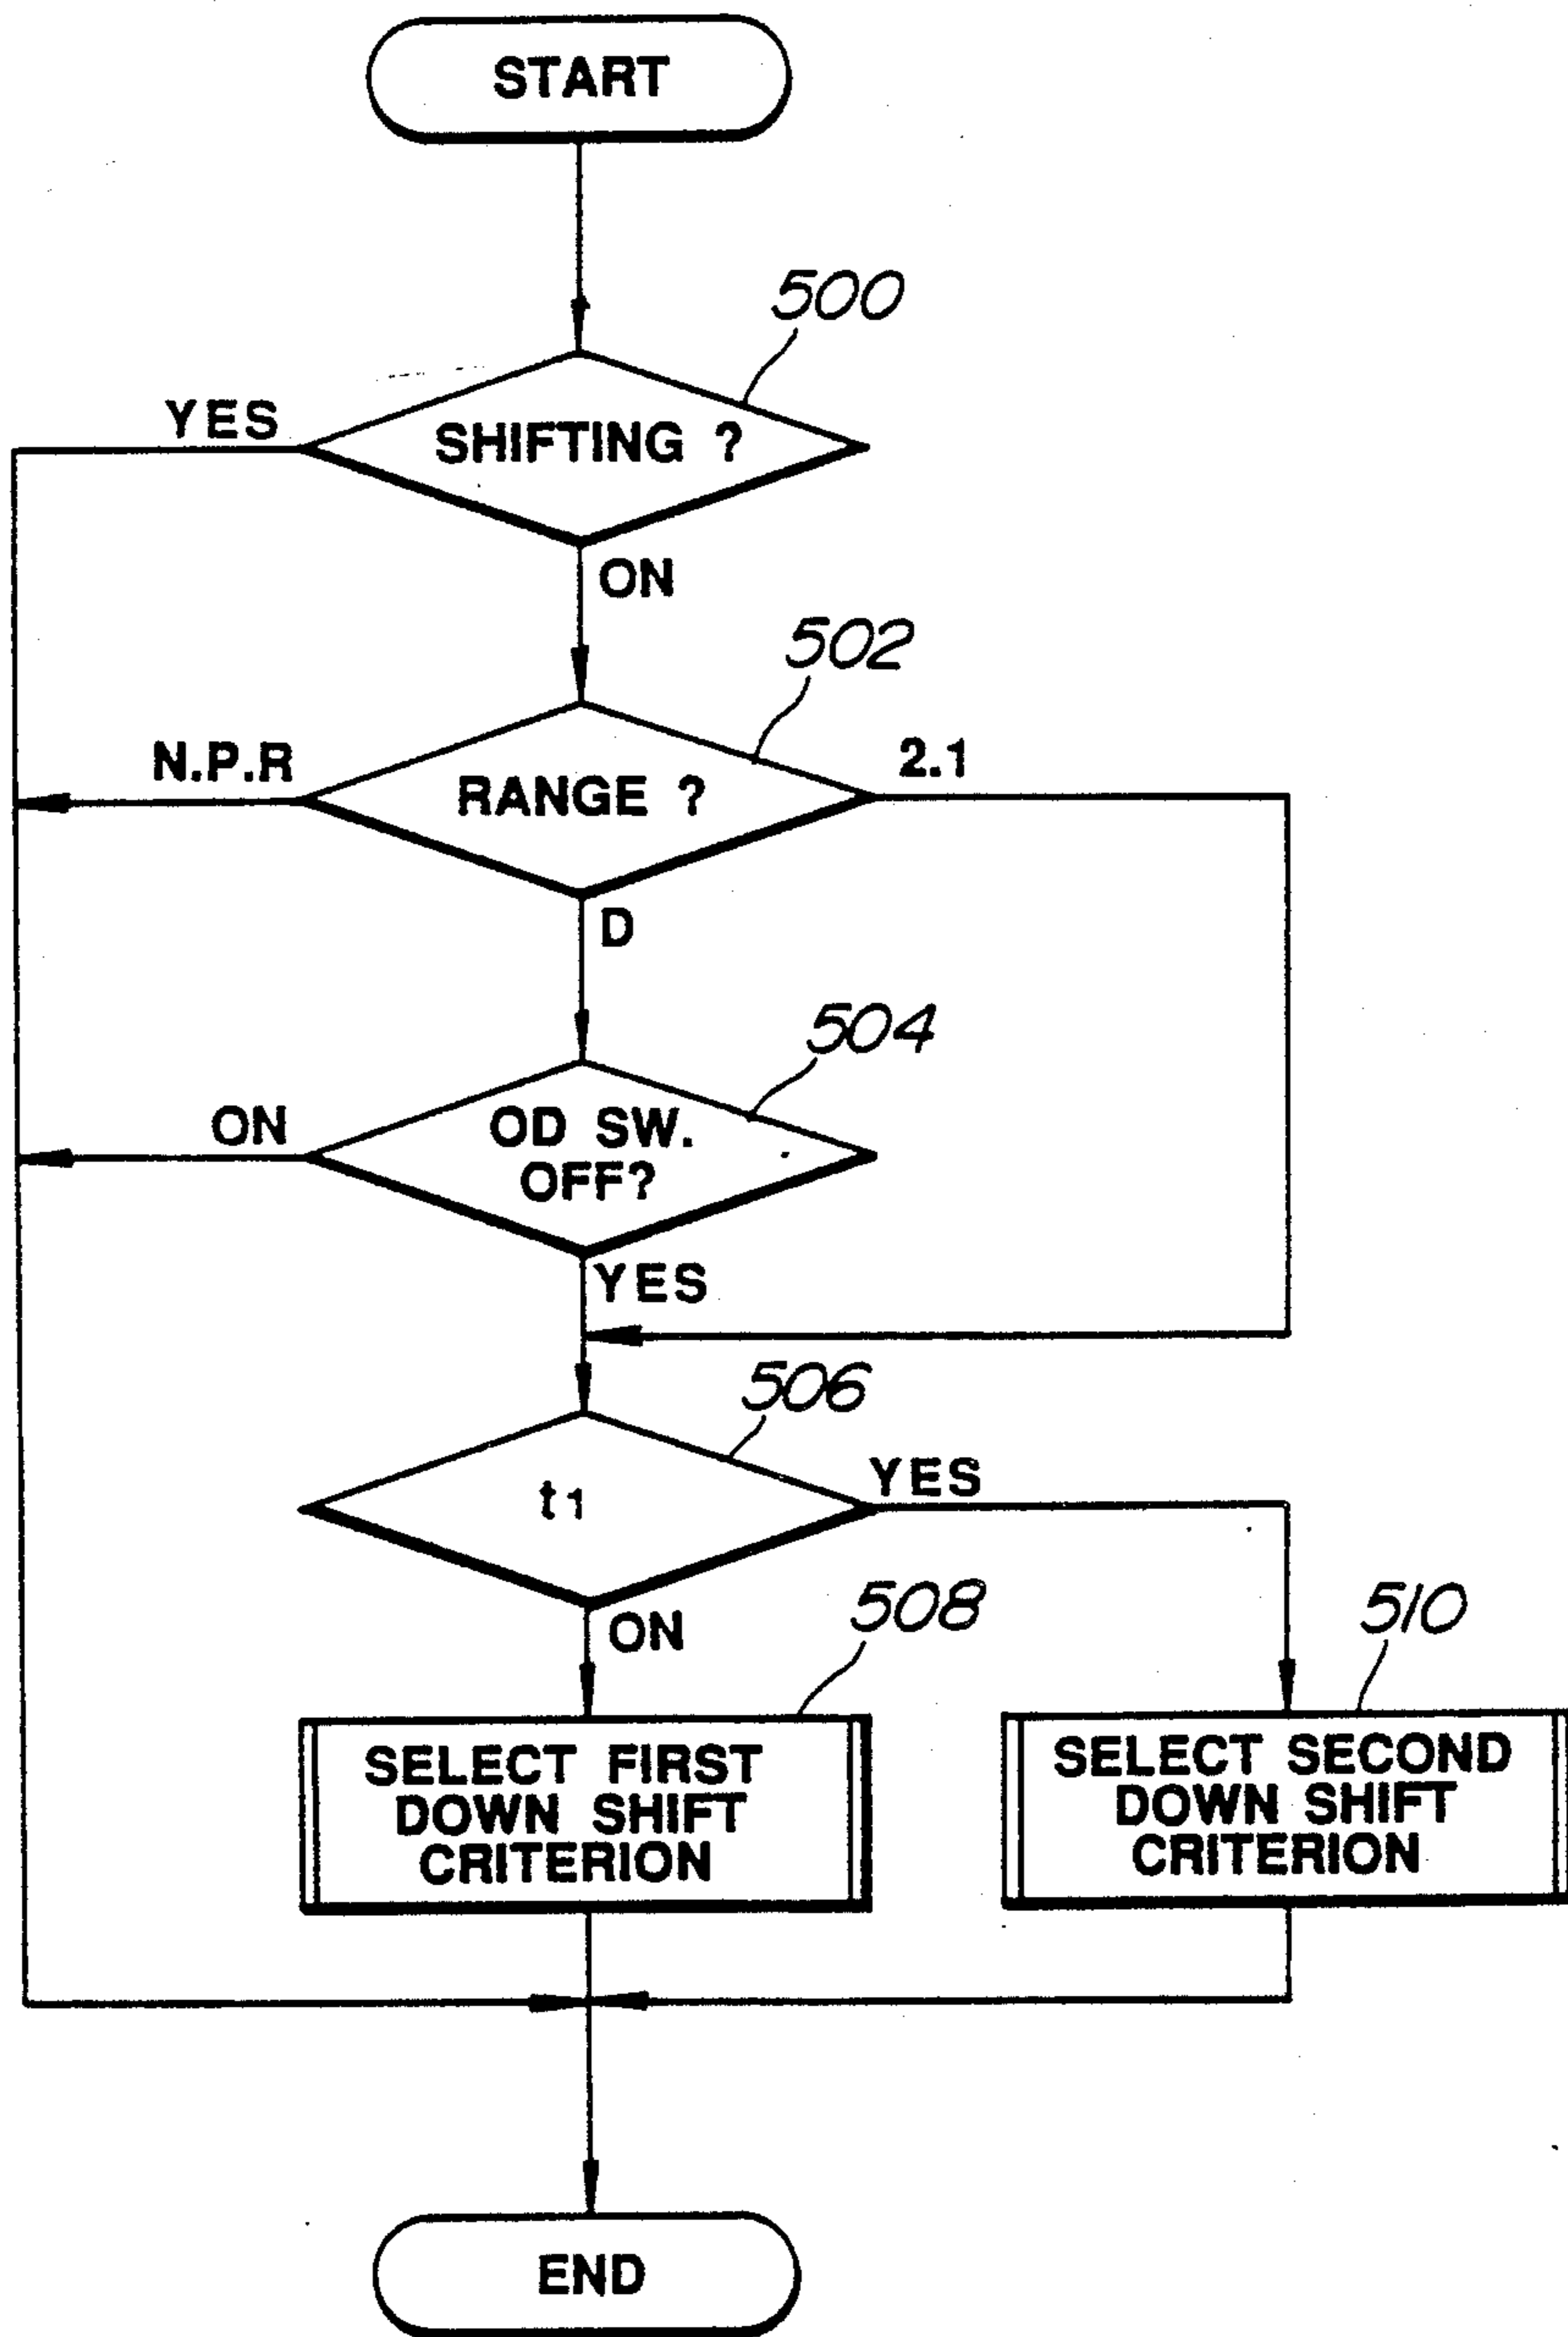 START
500
YES
SHIFTING ?
ON
502
N.P.R
RANGE ?
2.1
D
504
ON
OD SW.
OFF?
YES
506
t1
YES
ON
508
510
SELECT FIRST
DOWN SHIFT
CRITERION
SELECT SECOND
DOWN SHIFT
CRITERION
END